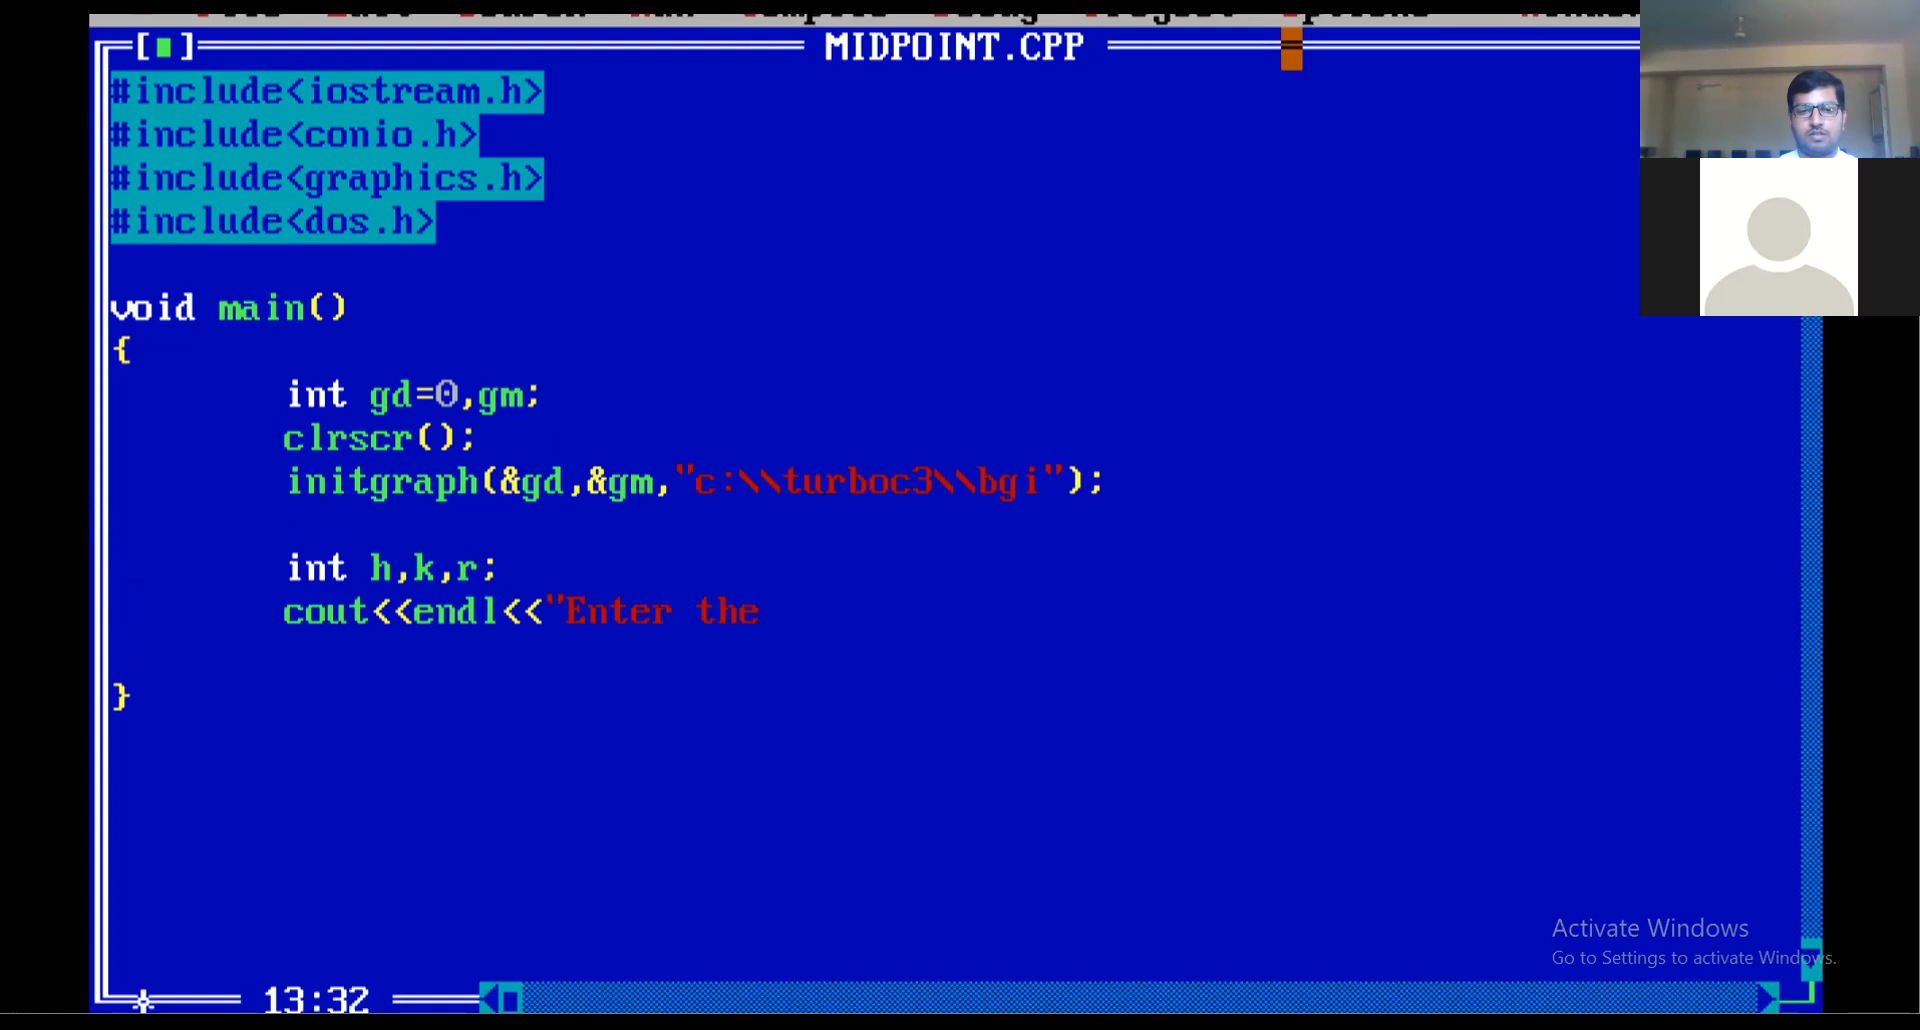 [ ] MIDPOINT.CPP
#include<iostream.h>
#include<conio.h>
#include<graphics.h>
#include<dos.h>
void main()
{
int gd=0,gm;
clrscr();
initgraph(&gd,&gm,"c:\\turboc3\\bgi");
int h,k,r;
cout<<endl<<"Enter the
}
Activate Windows
Go to Settings to activate Windows.
13:32